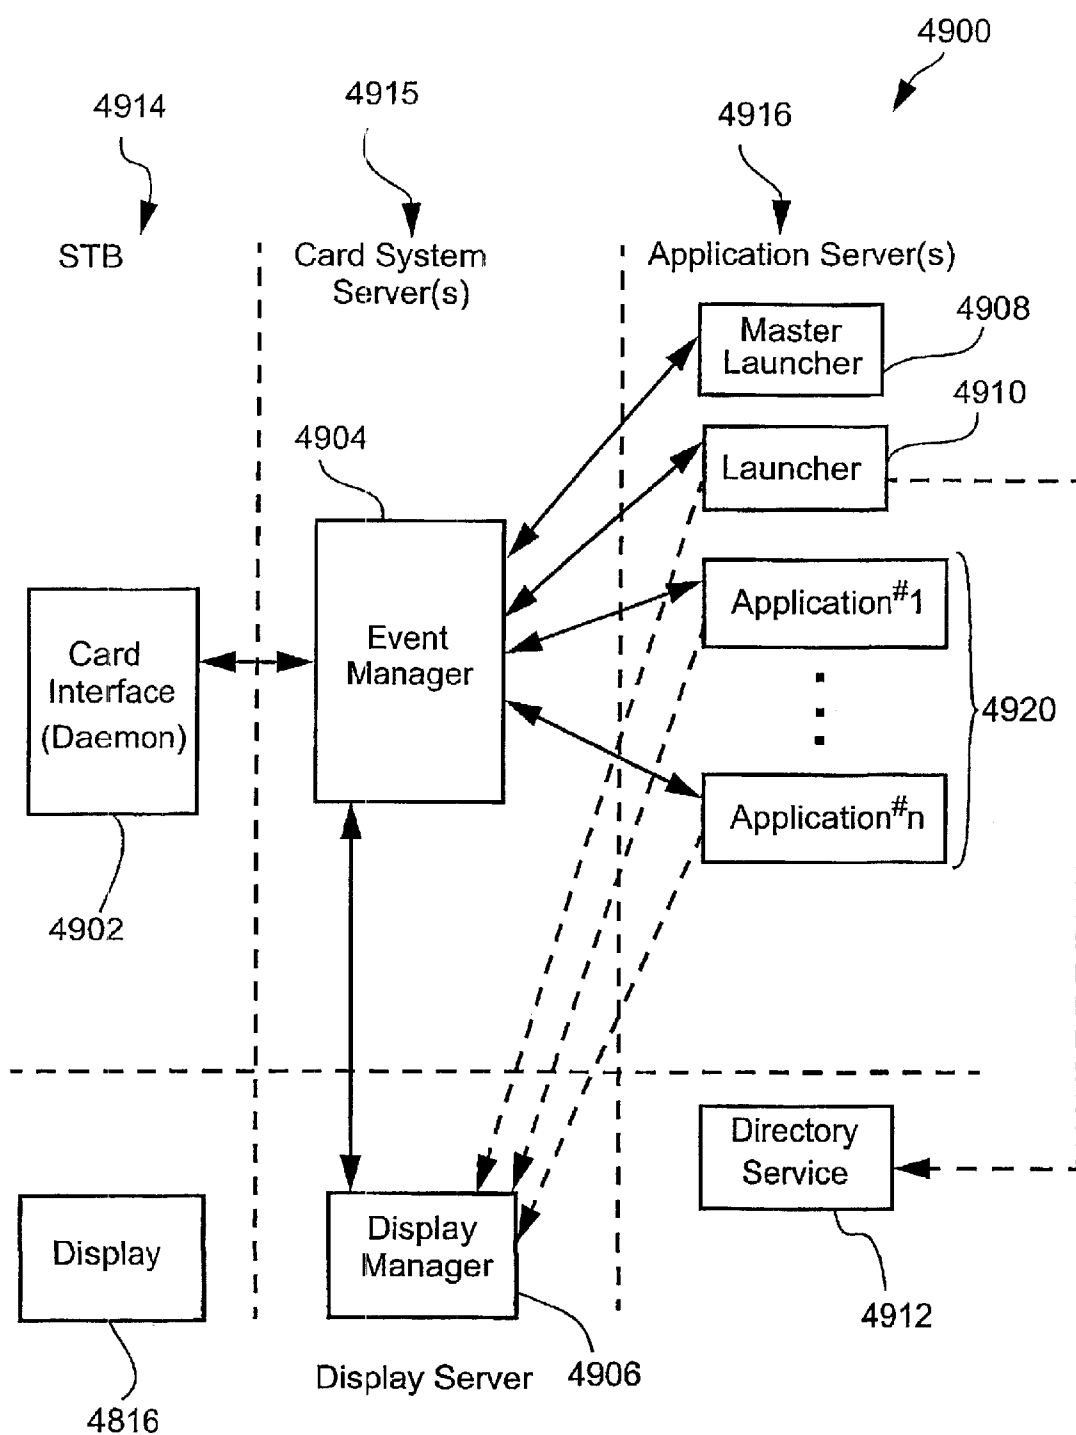 4900
4914
4915
4916
STB
Card System
Server(s)
Application Server(s)
Master
Launcher
4908
4910
Launcher
4904
Event
Manager
Application#1
Card
Interface
(Daemon)
4920
Application#n
4902
Directory
Service
Display
Display
Manager
4912
Display Server
4906
4816